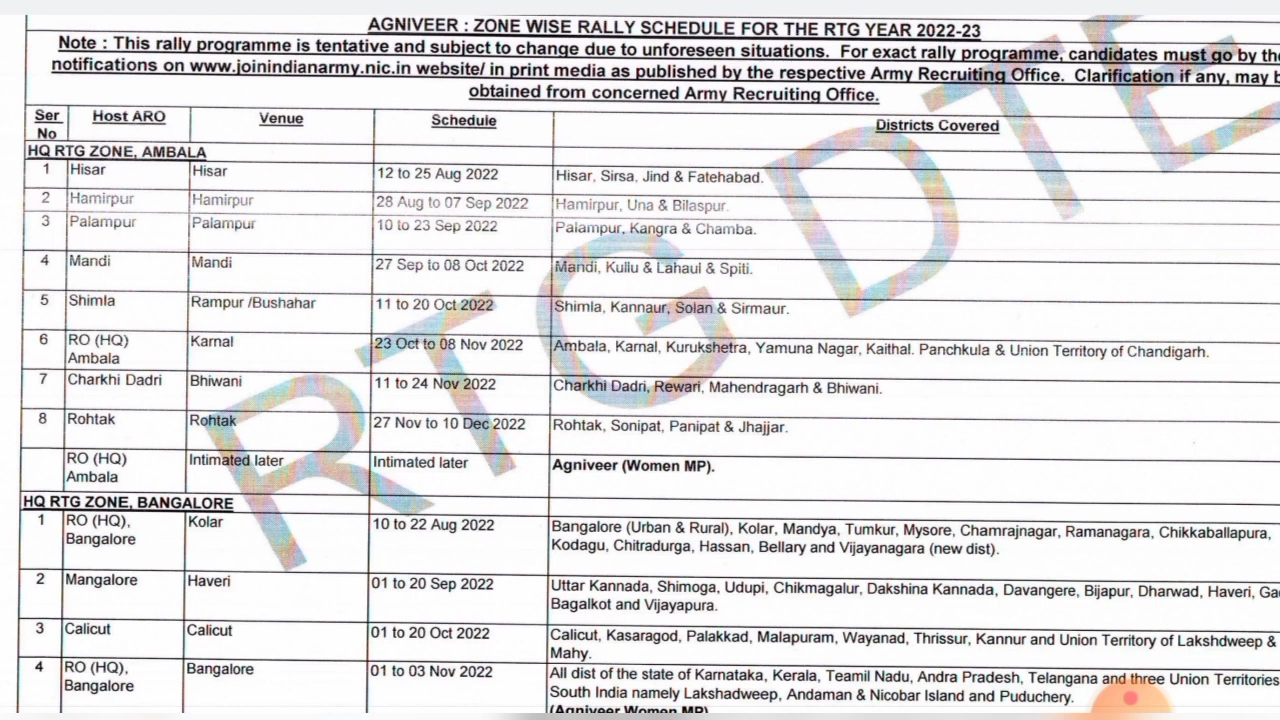 AGNIVEER : ZONE WISE RALLY SCHEDULE FOR THE RTG YEAR 2022-23
Note : This rally programme is tentative and subject to change due to unforeseen situations. For exact rally programme, candidates must go by the
notifications on www.joinindianarmy.nic.in website/ in print media as published by the respective Army Recruiting Office. Clarification if any, may b
obtained from concerned Army Recruiting Office.
Ser No Host ARO Venue Schedule Districts Covered
HQ RTG ZONE, AMBALA
1 Hisar Hisar 12 to 25 Aug 2022 Hisar, Sirsa, Jind & Fatehabad.
2 Hamirpur Hamirpur 28 Aug to 07 Sep 2022 Hamirpur, Una & Bilaspur.
3 Palampur Palampur 10 to 23 Sep 2022 Palampur, Kangra & Chamba.
4 Mandi Mandi 27 Sep to 08 Oct 2022 Mandi, Kullu & Lahaul & Spiti.
5 Shimla Rampur /Bushahar 11 to 20 Oct 2022 Shimla, Kannaur, Solan & Sirmaur.
6 RO (HQ) Karnal 23 Oct to 08 Nov 2022 Ambala, Karnal, Kurukshetra, Yamuna Nagar, Kaithal. Panchkula & Union Territory of Chandigarh.
Ambala
7 Charkhi Dadri Bhiwani 11 to 24 Nov 2022 Charkhi Dadri, Rewari, Mahendragarh & Bhiwani.
8 Rohtak Rohtak 27 Nov to 10 Dec 2022 Rohtak, Sonipat, Panipat & Jhajjar.
RO (HQ) Intimated later Intimated later Agniveer (Women MP).
Ambala
HQ RTG ZONE, BANGALORE
1 RO (HQ), Kolar 10 to 22 Aug 2022 Bangalore (Urban & Rural), Kolar, Mandya, Tumkur, Mysore, Chamrajnagar, Ramanagara, Chikkaballapura,
Bangalore Kodagu, Chitradurga, Hassan, Bellary and Vijayanagara (new dist).
2 Mangalore Haveri 01 to 20 Sep 2022 Uttar Kannada, Shimoga, Udupi, Chikmagalur, Dakshina Kannada, Davangere, Bijapur, Dharwad, Haveri, Ga
Bagalkot and Vijayapura.
3 Calicut Calicut 01 to 20 Oct 2022 Calicut, Kasaragod, Palakkad, Malapuram, Wayanad, Thrissur, Kannur and Union Territory of Lakshdweep &
Mahy.
4 RO (HQ), Bangalore 01 to 03 Nov 2022 All dist of the state of Karnataka, Kerala, Teamil Nadu, Andra Pradesh, Telangana and three Union Territories
Bangalore South India namely Lakshadweep, Andaman & Nicobar Island and Puduchery.
(Agniveer Women MP)
RTG DTE